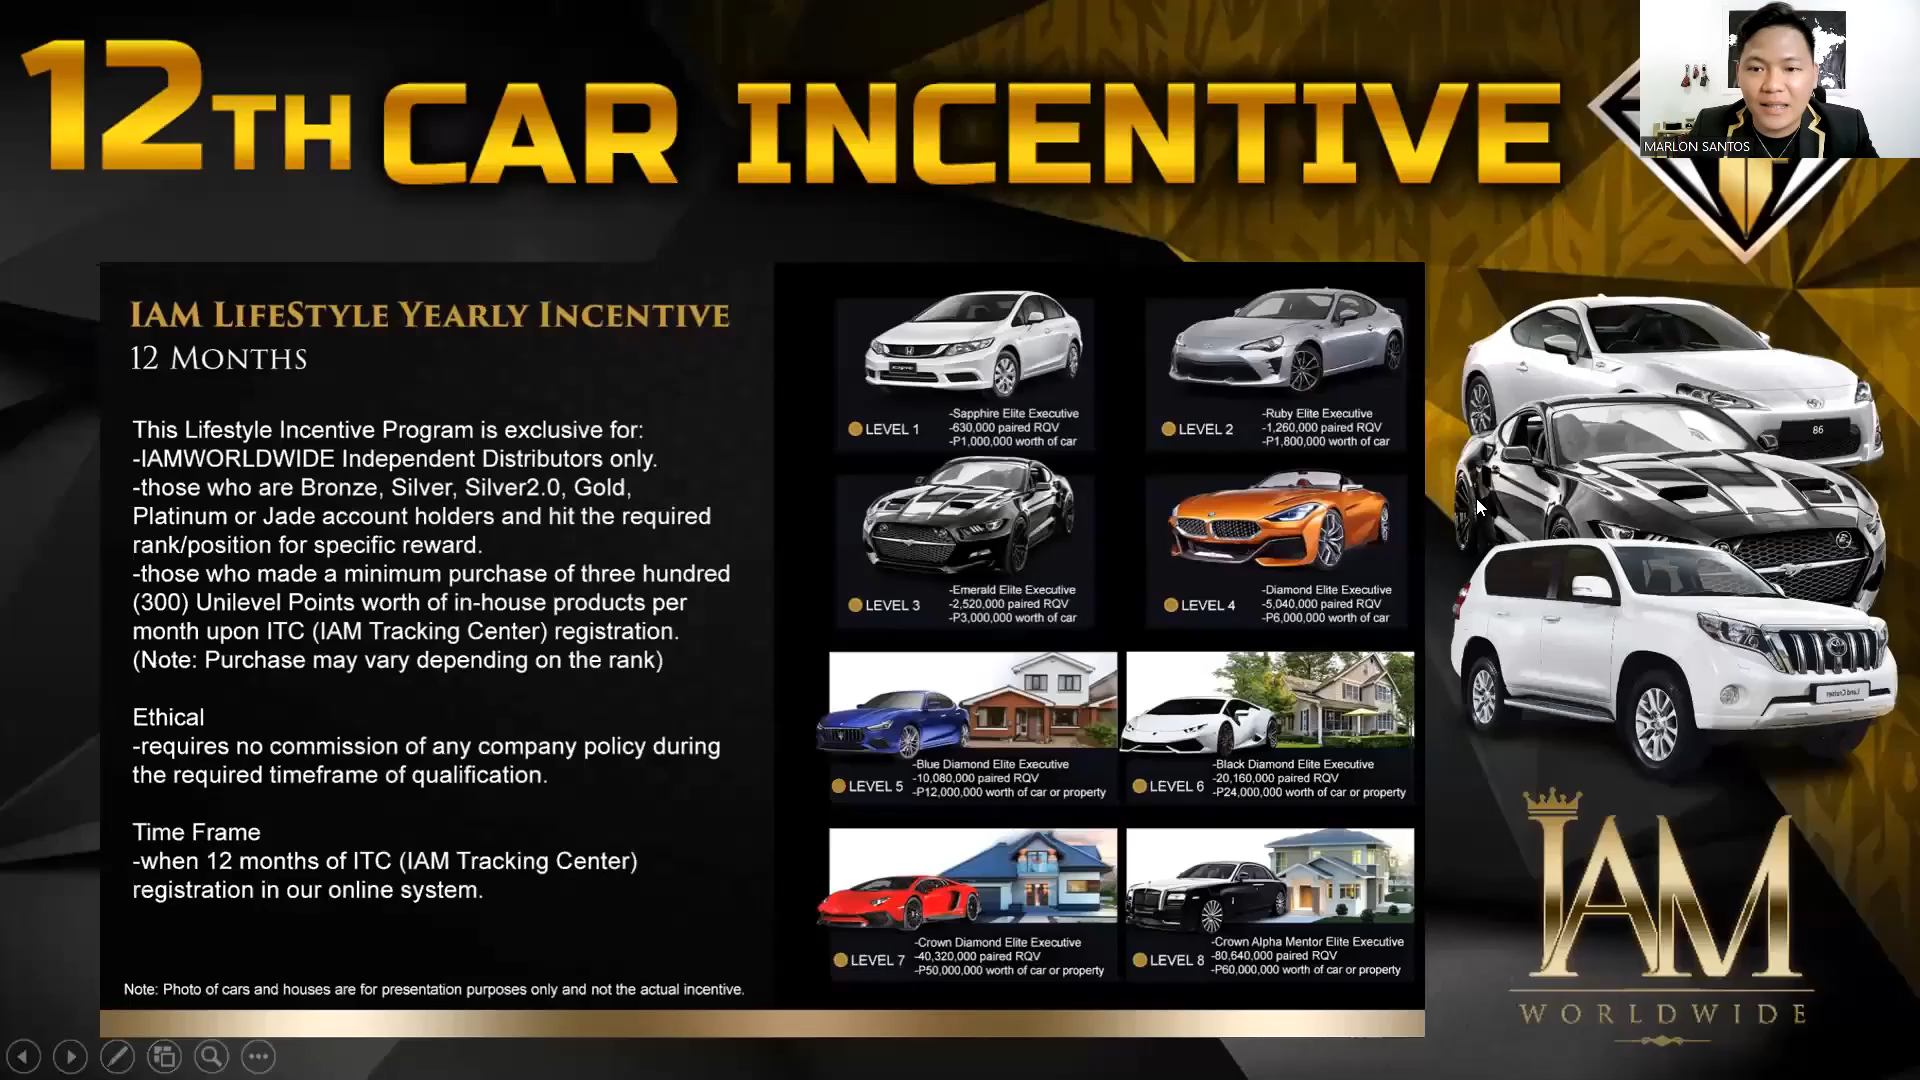 12TH CAR INCENTIVE
MARLON SANTOS
IAM LIFESTYLE YEARLY INCENTIVE
12 MONTHS
This Lifestyle Incentive Program is exclusive for:
-IAMWORLDWIDE Independent Distributors only.
-those who are Bronze, Silver, Silver2.0, Gold,
Platinum or Jade account holders and hit the required
rank/position for specific reward.
-those who made a minimum purchase of three hundred
(300) Unilevel Points worth of in-house products per
month upon ITC (IAM Tracking Center) registration.
(Note: Purchase may vary depending on the rank)
Ethical
-requires no commission of any company policy during
the required timeframe of qualification.
Time Frame
-when 12 months of ITC (IAM Tracking Center)
registration in our online system.
Note: Photo of cars and houses are for presentation purposes only and not the actual incentive.
LEVEL 1
-Sapphire Elite Executive
-630,000 paired RQV
-P1,000,000 worth of car
LEVEL 2
-Ruby Elite Executive
-1,260,000 paired RQV
-P1,800,000 worth of car
LEVEL 3
-Emerald Elite Executive
-2,520,000 paired RQV
-P3,000,000 worth of car
LEVEL 4
-Diamond Elite Executive
-5,040,000 paired RQV
-P6,000,000 worth of car
LEVEL 5
-Blue Diamond Elite Executive
-10,080,000 paired RQV
-P12,000,000 worth of car or property
LEVEL 6
-Black Diamond Elite Executive
-20,160,000 paired RQV
-P24,000,000 worth of car or property
LEVEL 7
-Crown Diamond Elite Executive
-40,320,000 paired RQV
-P50,000,000 worth of car or property
LEVEL 8
-Crown Alpha Mentor Elite Executive
-80,640,000 paired RQV
-P60,000,000 worth of car or property
86
Land Cruiser
IAM
WORLDWIDE